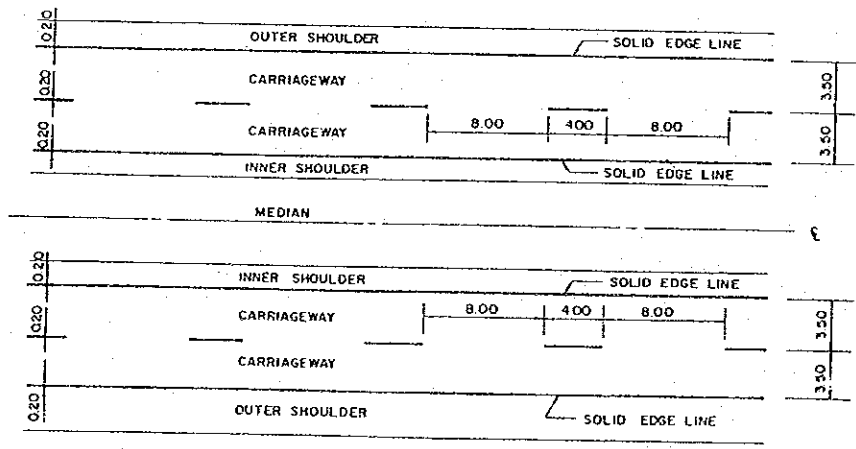 OUTER SHOULDER
SOLID EDGE LINE
0.20
CARRIAGEWAY
0.20
3.50
8.00 4.00 8.00
CARRIAGEWAY
0.20
3.50
INNER SHOULDER
SOLID EDGE LINE
MEDIAN
INNER SHOULDER
SOLID EDGE LINE
0.20
CARRIAGEWAY
8.00 4.00 8.00
0.20
3.50
CARRIAGEWAY
3.50
0.20
OUTER SHOULDER
SOLID EDGE LINE